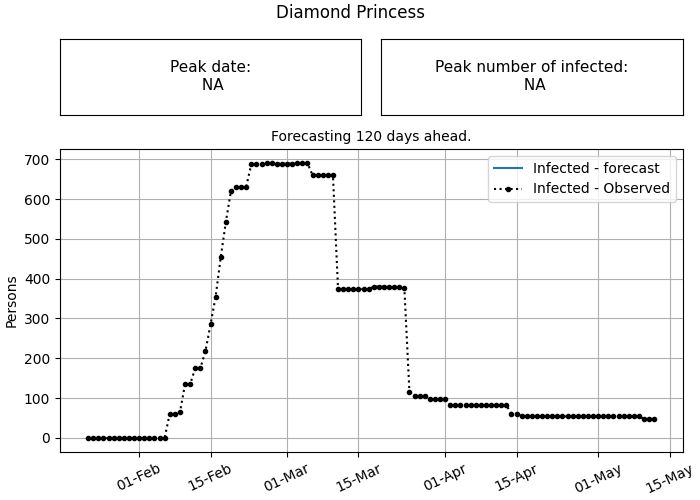 Diamond Princess
Peak date:
NA
Peak number of infected:
NA
Forecasting 120 days ahead.
Infected - forecast
Infected - Observed
Persons
700
600
500
400
300
200
100
0
01-Feb
15-Feb
01-Mar
15-Mar
01-Apr
15-Apr
01-May
15-May